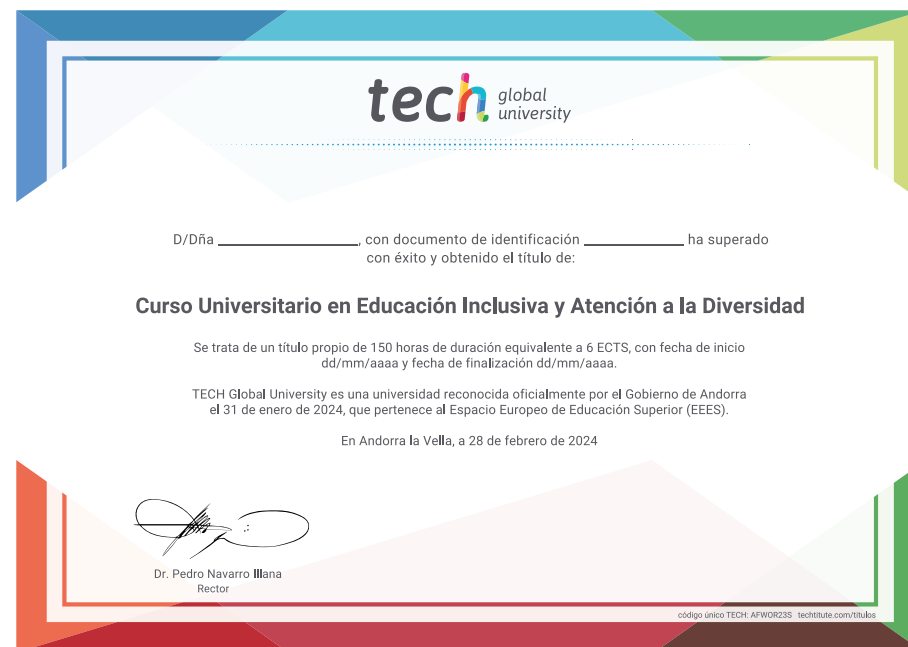 tech global university
D/Dña ____________________, con documento de identificación ______________ ha superado
con éxito y obtenido el título de:
Curso Universitario en Educación Inclusiva y Atención a la Diversidad
Se trata de un título propio de 150 horas de duración equivalente a 6 ECTS, con fecha de inicio
dd/mm/aaaa y fecha de finalización dd/mm/aaaa.
TECH Global University es una universidad reconocida oficialmente por el Gobierno de Andorra
el 31 de enero de 2024, que pertenece al Espacio Europeo de Educación Superior (EEES).
En Andorra la Vella, a 28 de febrero de 2024
Dr. Pedro Navarro Illana
Rector
código único TECH: AFWOR23S techtitute.com/titulos